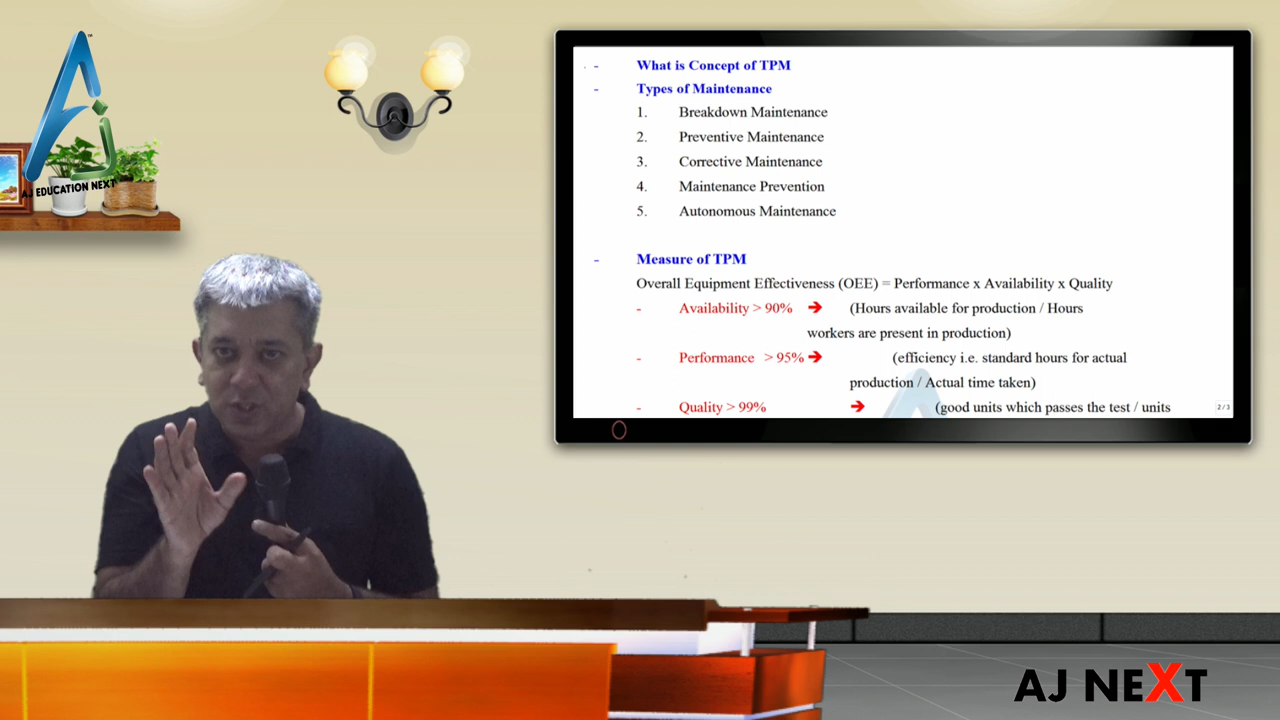 AJ EDUCATION NEXT
- What is Concept of TPM
- Types of Maintenance
1. Breakdown Maintenance
2. Preventive Maintenance
3. Corrective Maintenance
4. Maintenance Prevention
5. Autonomous Maintenance
- Measure of TPM
Overall Equipment Effectiveness (OEE) = Performance x Availability x Quality
- Availability > 90% ➔ (Hours available for production / Hours
workers are present in production)
- Performance > 95% ➔ (efficiency i.e. standard hours for actual
production / Actual time taken)
- Quality > 99% ➔ (good units which passes the test / units
2 / 3
AJ NEXT